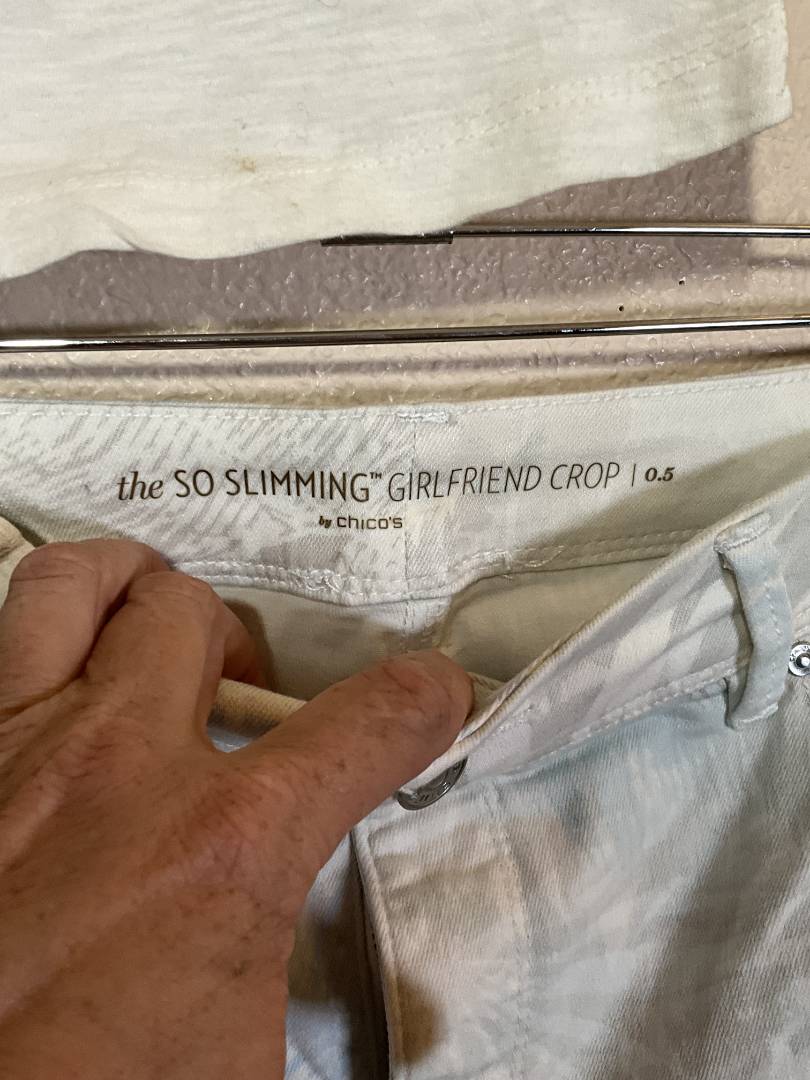 the SO SLIMMING™ GIRLFRIEND CROP | 0.5
by chico's